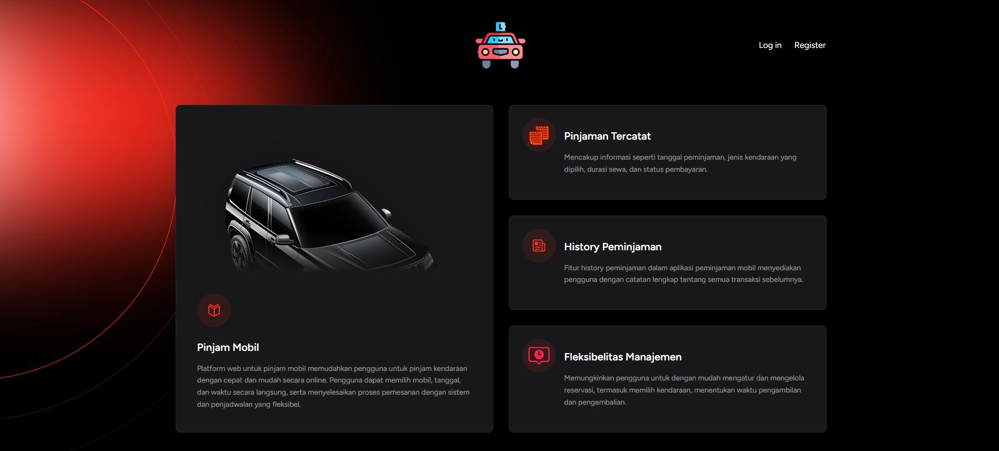 L
Log in
Register
Pinjam Mobil
Platform web untuk pinjam mobil memudahkan pengguna untuk pinjam kendaraan
dengan cepat dan mudah secara online. Pengguna dapat memilih mobil, tanggal,
dan waktu secara langsung, serta menyelesaikan proses pemesanan dengan sistem
dan penjadwalan yang fleksibel.
Pinjaman Tercatat
Mencakup informasi seperti tanggal peminjaman, jenis kendaraan yang
dipilih, durasi sewa, dan status pembayaran.
History Peminjaman
Fitur history peminjaman dalam aplikasi peminjaman mobil menyediakan
pengguna dengan catatan lengkap tentang semua transaksi sebelumnya.
Fleksibelitas Manajemen
Memungkinkan pengguna untuk dengan mudah mengatur dan mengelola
reservasi, termasuk memilih kendaraan, menentukan waktu pengambilan
dan pengembalian.